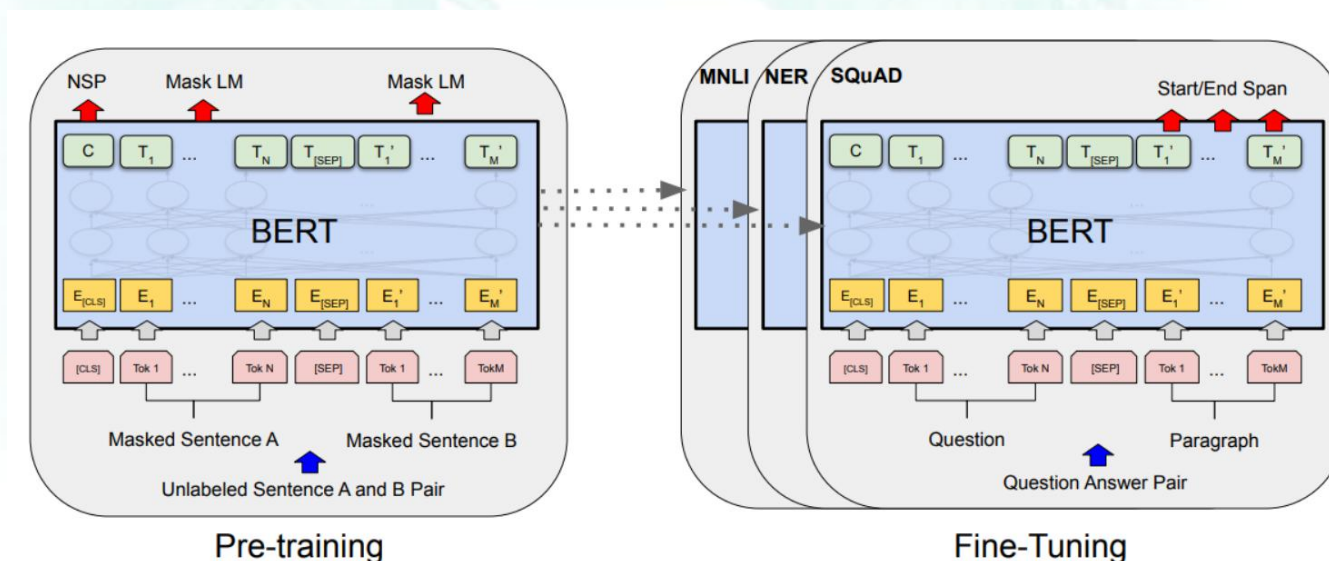 NSP Mask LM Mask LM
C T1 ... TN T[SEP] T1' ... TM'
BERT
E[CLS] E1 ... EN E[SEP] E1' ... EM'
[CLS] Tok 1 ... Tok N [SEP] Tok 1 ... TokM
Masked Sentence A Masked Sentence B
Unlabeled Sentence A and B Pair
Pre-training
MNLI NER SQuAD
Start/End Span
C T1 ... TN T[SEP] T1' ... TM'
BERT
E[CLS] E1 ... EN E[SEP] E1' ... EM'
[CLS] Tok 1 ... Tok N [SEP] Tok 1 ... TokM
Question Paragraph
Question Answer Pair
Fine-Tuning